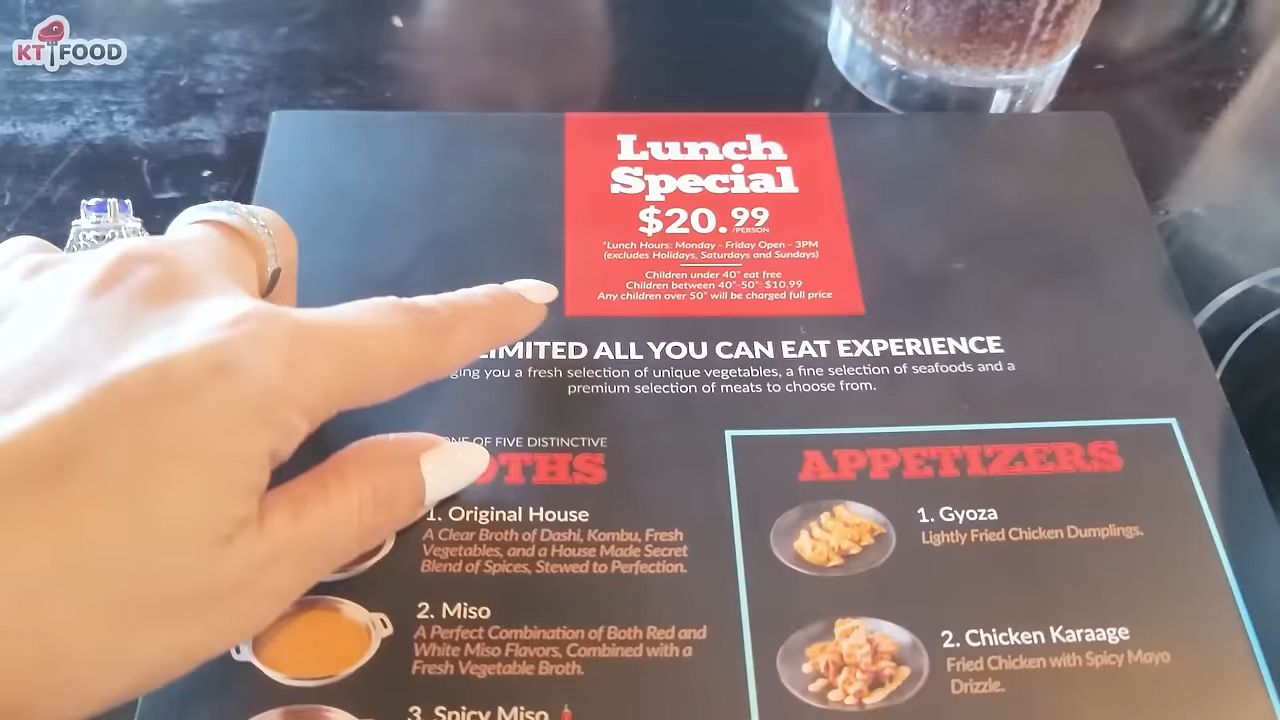 KT FOOD
Lunch
Special
$20.99
/PERSON
*Lunch Hours: Monday - Friday Open - 3PM
(excludes Holidays, Saturdays and Sundays)
Children under 40" eat free
Children between 40"-50": $10.99
Any children over 50" will be charged full price
ALL YOU CAN EAT EXPERIENCE
you a fresh selection of unique vegetables, a fine selection of seafoods and a
premium selection of meats to choose from.
OF FIVE DISTINCTIVE
1. Original House
A Clear Broth of Dashi, Kombu, Fresh
Vegetables, and a House Made Secret
Blend of Spices, Stewed to Perfection.
2. Miso
A Perfect Combination of Both Red and
White Miso Flavors, Combined with a
Fresh Vegetable Broth.
3. Spicy Miso
APPETIZERS
1. Gyoza
Lightly Fried Chicken Dumplings.
2. Chicken Karaage
Fried Chicken with Spicy Mayo
Drizzle.